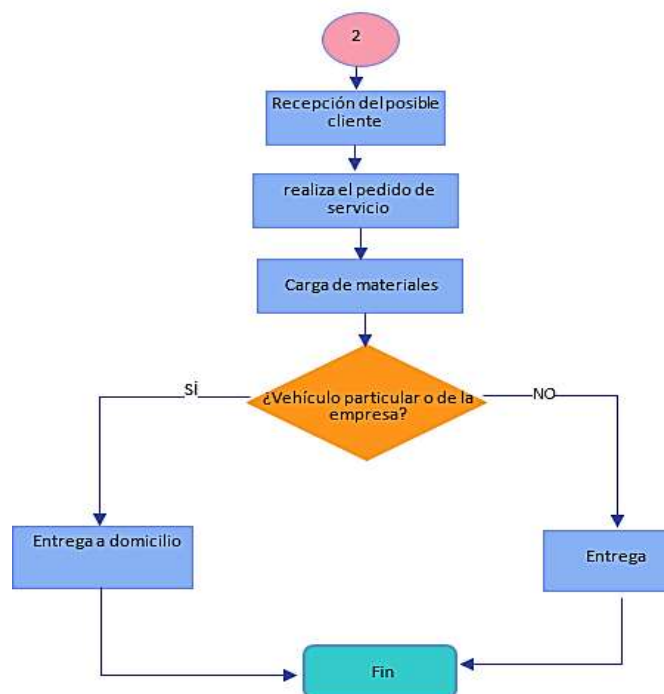 2
Recepción del posible
cliente
realiza el pedido de
servicio
Carga de materiales
¿Vehículo particular o de la
empresa?
SÍ
NO
Entrega a domicilio
Entrega
Fin